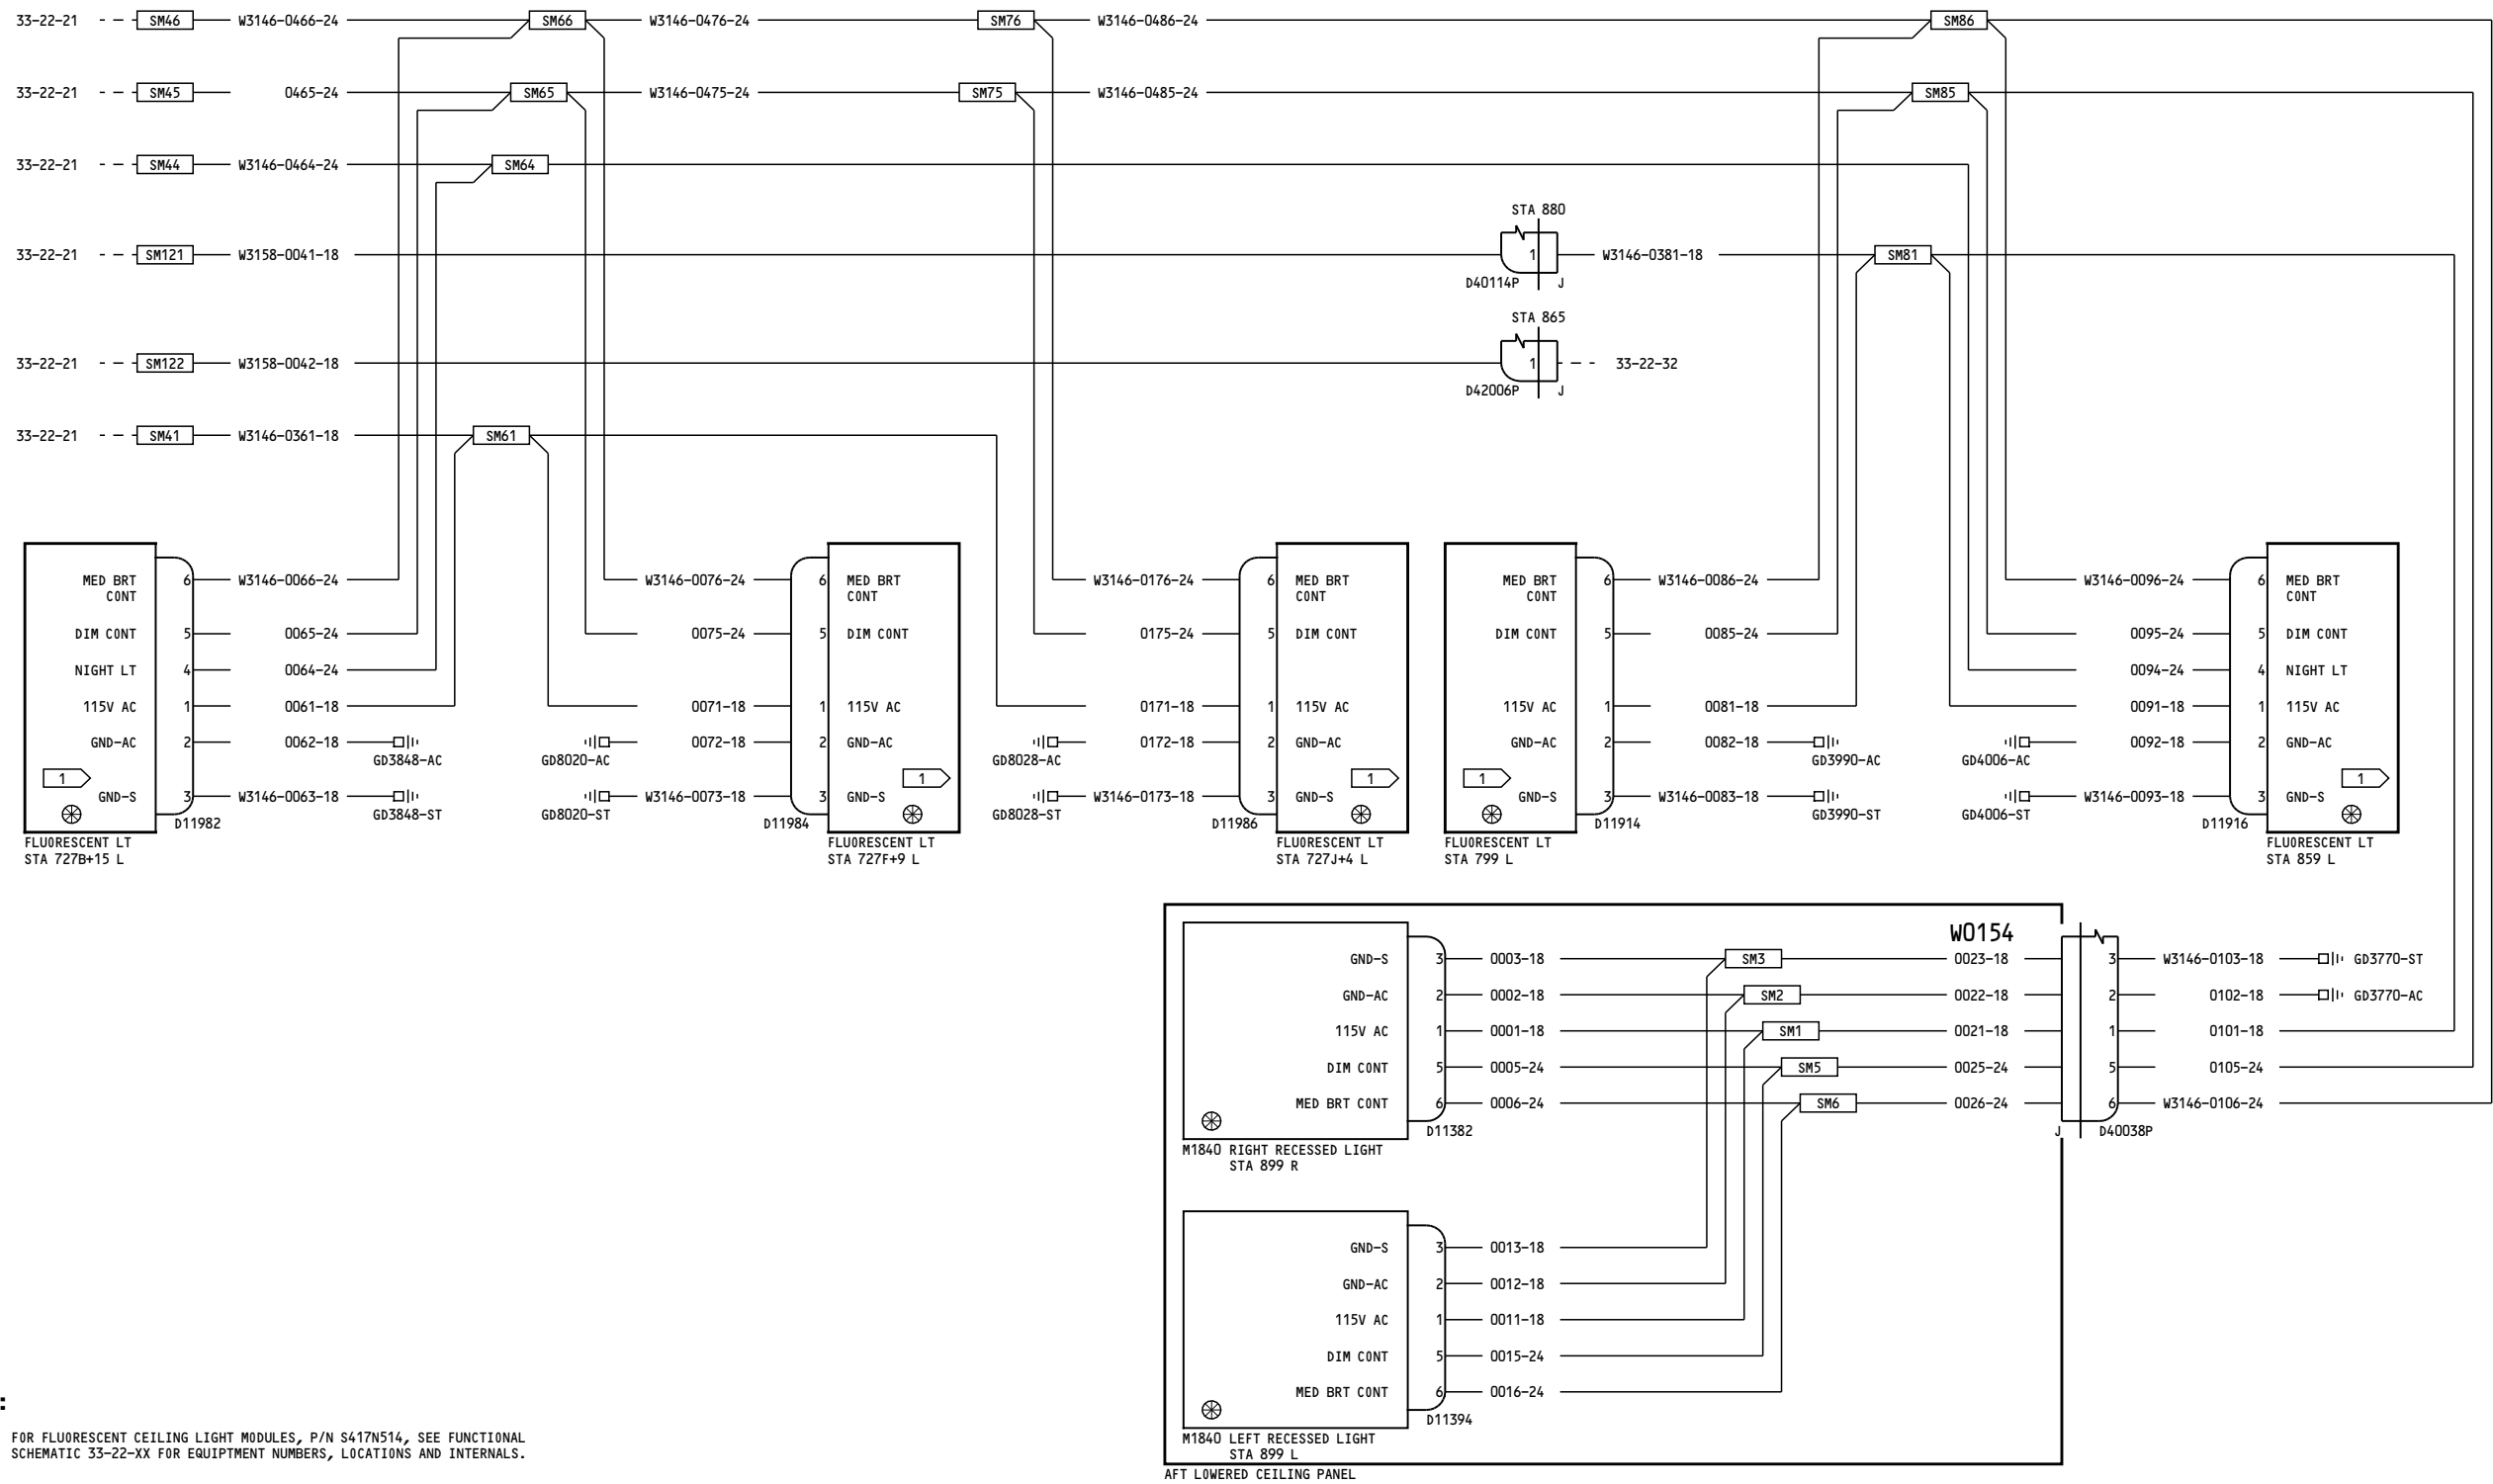 33-22-21 SM46 W3146-0466-24 SM66 W3146-0476-24 SM76 W3146-0486-24 SM86
33-22-21 SM45 0465-24 SM65 W3146-0475-24 SM75 W3146-0485-24 SM85
33-22-21 SM44 W3146-0464-24 SM64
STA 880
33-22-21 SM121 W3158-0041-18 1 W3146-0381-18 SM81
D40114P J
STA 865
33-22-21 SM122 W3158-0042-18 1 33-22-32
D42006P J
33-22-21 SM41 W3146-0361-18 SM61
MED BRT 6 W3146-0066-24 W3146-0076-24 6 MED BRT W3146-0176-24 6 MED BRT MED BRT 6 W3146-0086-24 W3146-0096-24 6 MED BRT
CONT CONT CONT CONT CONT
DIM CONT 5 0065-24 0075-24 5 DIM CONT 0175-24 5 DIM CONT DIM CONT 5 0085-24 0095-24 5 DIM CONT
NIGHT LT 4 0064-24 0094-24 4 NIGHT LT
115V AC 1 0061-18 0071-18 1 115V AC 0171-18 1 115V AC 115V AC 1 0081-18 0091-18 1 115V AC
GND-AC 2 0062-18 0072-18 2 GND-AC 0172-18 2 GND-AC GND-AC 2 0082-18 0092-18 2 GND-AC
GD3848-AC GD8020-AC GD8028-AC GD3990-AC GD4006-AC
1 1 1 1 1
GND-S 3 W3146-0063-18 W3146-0073-18 3 GND-S W3146-0173-18 3 GND-S GND-S 3 W3146-0083-18 W3146-0093-18 3 GND-S
GD3848-ST GD8020-ST GD8028-ST GD3990-ST GD4006-ST
D11982 D11984 D11986 D11914 D11916
FLUORESCENT LT FLUORESCENT LT FLUORESCENT LT FLUORESCENT LT FLUORESCENT LT
STA 727B+15 L STA 727F+9 L STA 727J+4 L STA 799 L STA 859 L
W0154
GND-S 3 0003-18 SM3 0023-18 3 W3146-0103-18 GD3770-ST
GND-AC 2 0002-18 SM2 0022-18 2 0102-18 GD3770-AC
115V AC 1 0001-18 SM1 0021-18 1 0101-18
DIM CONT 5 0005-24 SM5 0025-24 5 0105-24
MED BRT CONT 6 0006-24 SM6 0026-24 6 W3146-0106-24
D11382 J D40038P
M1840 RIGHT RECESSED LIGHT
STA 899 R
GND-S 3 0013-18
GND-AC 2 0012-18
115V AC 1 0011-18
DIM CONT 5 0015-24
MED BRT CONT 6 0016-24
D11394
M1840 LEFT RECESSED LIGHT
STA 899 L
AFT LOWERED CEILING PANEL
:
FOR FLUORESCENT CEILING LIGHT MODULES, P/N S417N514, SEE FUNCTIONAL
SCHEMATIC 33-22-XX FOR EQUIPTMENT NUMBERS, LOCATIONS AND INTERNALS.